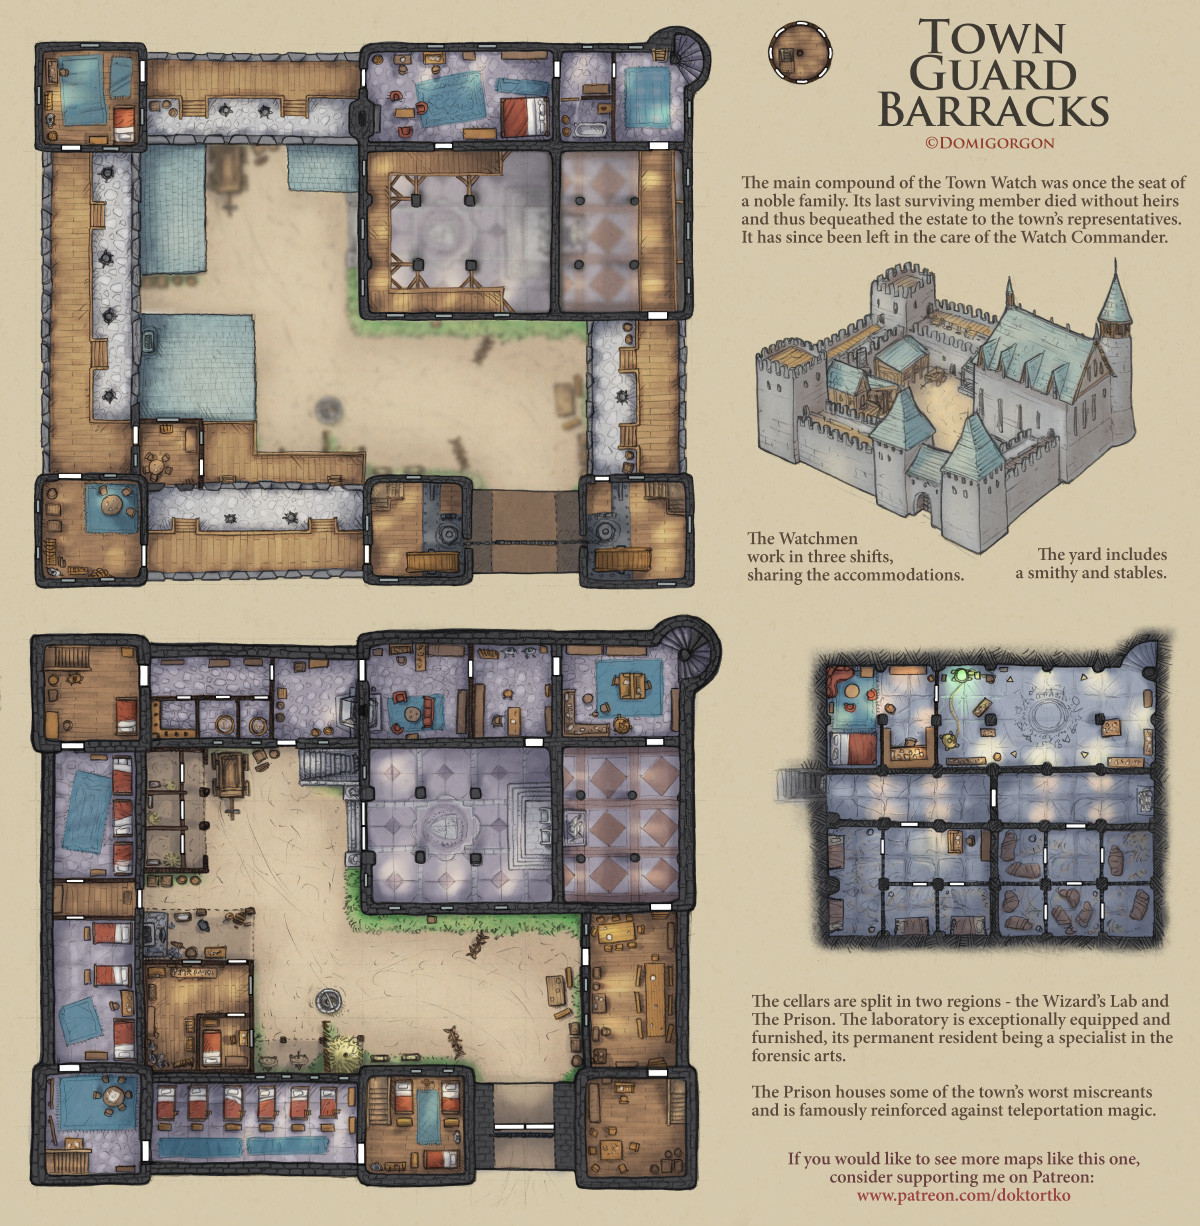 TOWN
GUARD
BARRACKS
©DOMIGORGON
The main compound of the Town Watch was once the seat of
a noble family. Its last surviving member died without heirs
and thus bequeathed the estate to the town's representatives.
It has since been left in the care of the Watch Commander.
The Watchmen
work in three shifts,
sharing the accommodations.
The yard includes
a smithy and stables.
The cellars are split in two regions - the Wizard's Lab and
The Prison. The laboratory is exceptionally equipped and
furnished, its permanent resident being a specialist in the
forensic arts.
The Prison houses some of the town's worst miscreants
and is famously reinforced against teleportation magic.
If you would like to see more maps like this one,
consider supporting me on Patreon:
www.patreon.com/doktortko